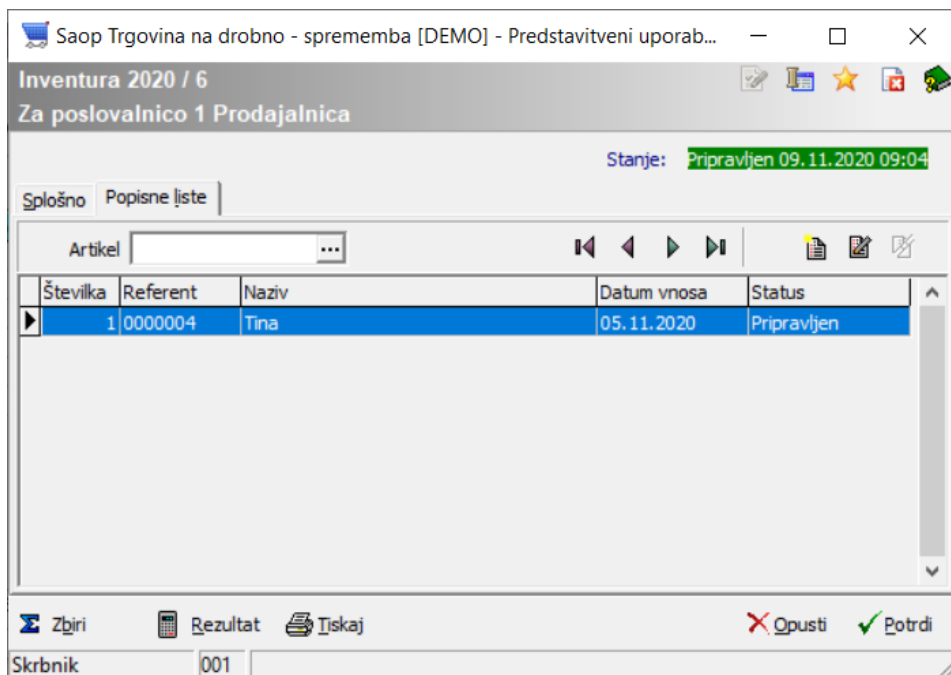 Saop Trgovina na drobno - sprememba [DEMO] - Predstavitveni uporab...
Inventura 2020 / 6
Za poslovalnico 1 Prodajalnica
Stanje: Pripravljen 09.11.2020 09:04
Splošno Popisne liste
Artikel ...
Številka Referent Naziv Datum vnosa Status
1 0000004 Tina 05.11.2020 Pripravljen
Zbiri Rezultat Tiskaj Opusti Potrdi
Skrbnik 001